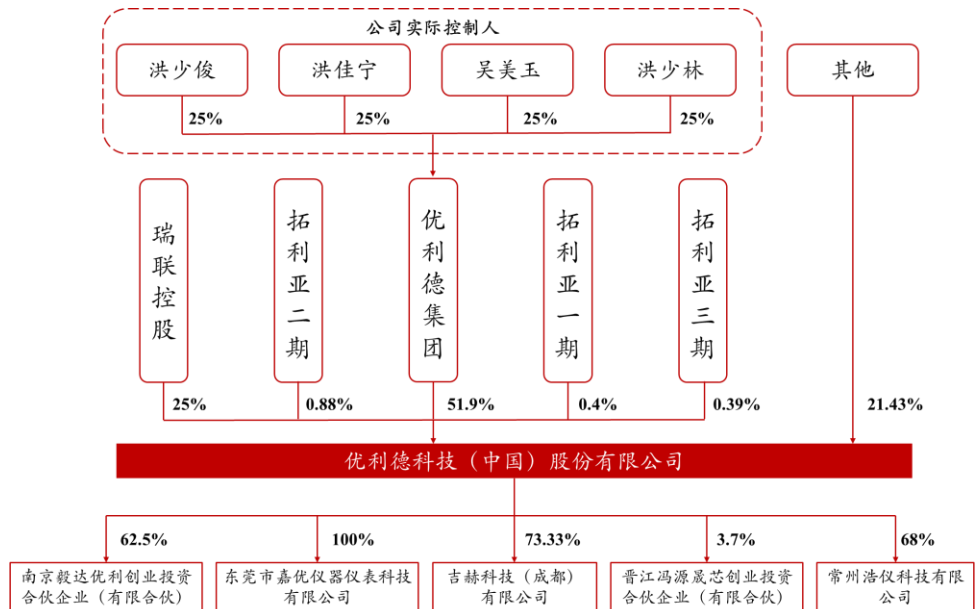 公司实际控制人
洪少俊
洪佳宁
吴美玉
洪少林
其他
25%
25%
25%
25%
瑞联控股
拓利亚二期
优利德集团
拓利亚一期
拓利亚三期
25%
0.88%
51.9%
0.4%
0.39%
21.43%
优利德科技（中国）股份有限公司
62.5%
100%
73.33%
3.7%
68%
南京毅达优利创业投资
合伙企业（有限合伙）
东莞市嘉优仪器仪表科技
有限公司
吉赫科技（成都）
有限公司
晋江冯源晟芯创业投资
合伙企业（有限合伙）
常州浩仪科技有限
公司